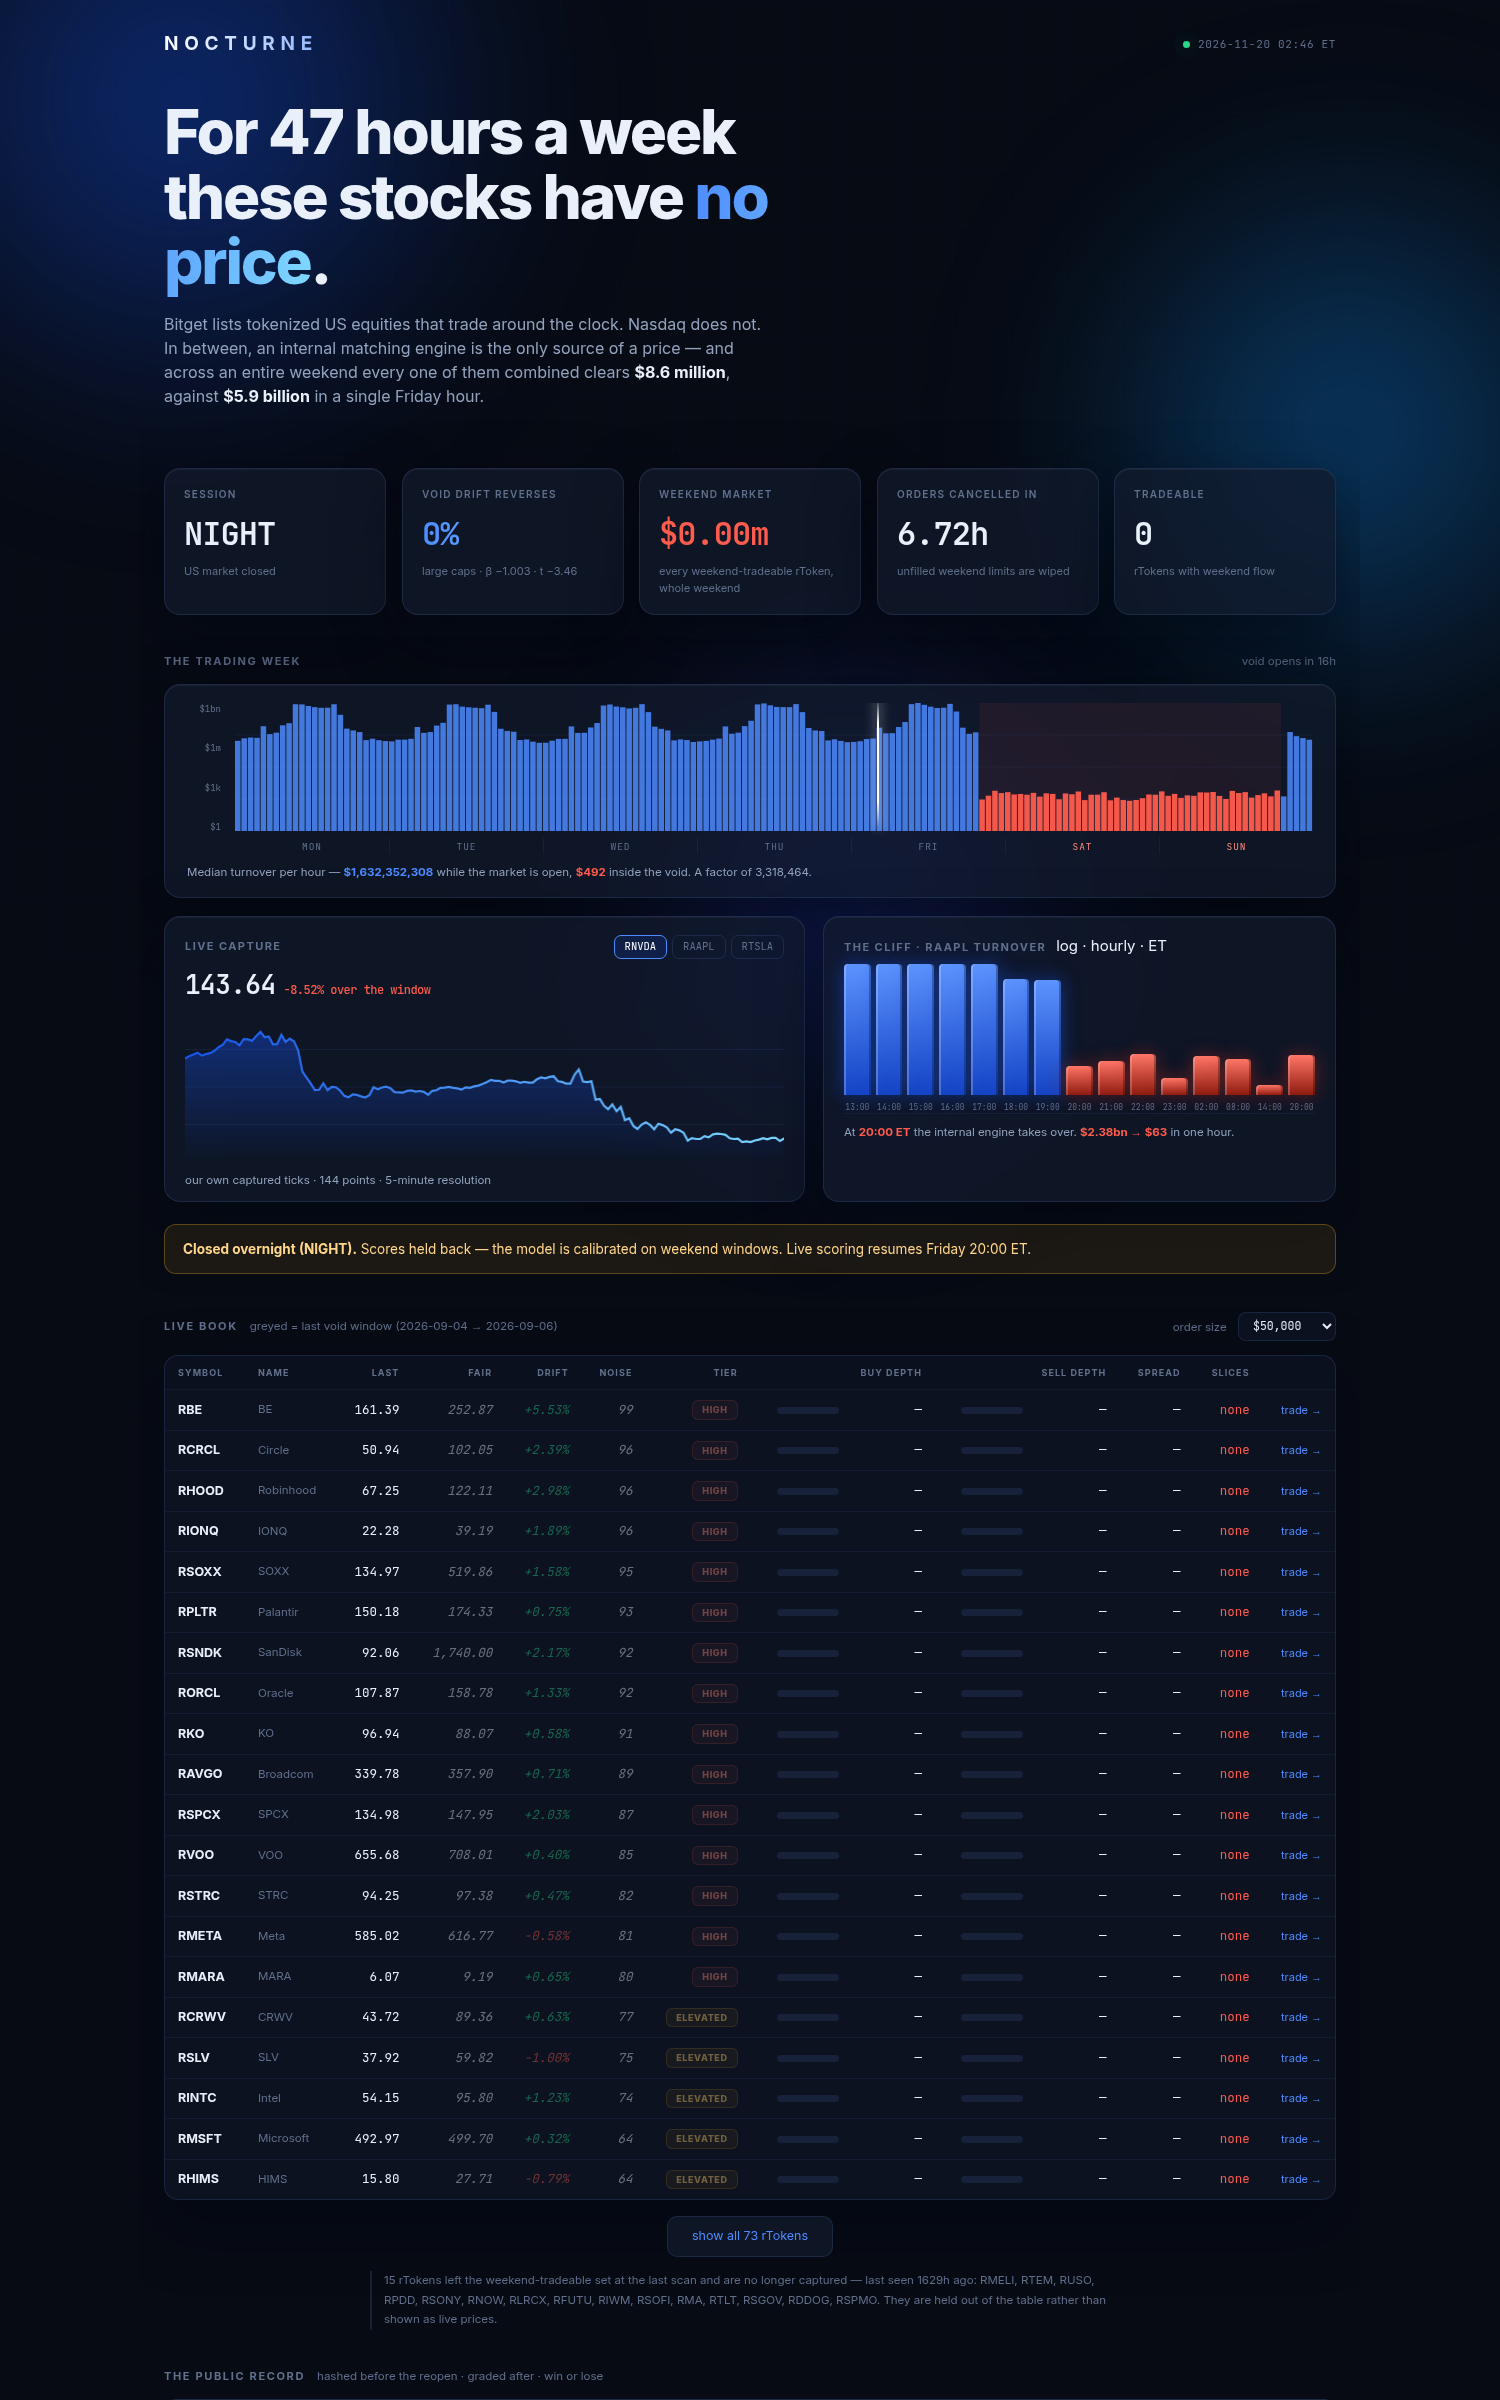 NOCTURNE
2026-11-20 02:46 ET
For 47 hours a week
these stocks have no
price.
Bitget lists tokenized US equities that trade around the clock. Nasdaq does not.
In between, an internal matching engine is the only source of a price — and
across an entire weekend every one of them combined clears $8.6 million,
against $5.9 billion in a single Friday hour.
SESSION
NIGHT
US market closed
VOID DRIFT REVERSES
0%
large caps · β −1.003 · t −3.46
WEEKEND MARKET
$0.00m
every weekend-tradeable rToken,
whole weekend
ORDERS CANCELLED IN
6.72h
unfilled weekend limits are wiped
TRADEABLE
0
rTokens with weekend flow
THE TRADING WEEK
void opens in 16h
$1bn
$1m
$1k
$1
MON TUE WED THU FRI SAT SUN
Median turnover per hour — $1,632,352,308 while the market is open, $492 inside the void. A factor of 3,318,464.
LIVE CAPTURE
RNVDA RAAPL RTSLA
143.64 -8.52% over the window
our own captured ticks · 144 points · 5-minute resolution
THE CLIFF · RAAPL TURNOVER log · hourly · ET
13:00 14:00 15:00 16:00 17:00 18:00 19:00 20:00 21:00 22:00 23:00 02:00 08:00 14:00 20:00
At 20:00 ET the internal engine takes over. $2.38bn → $63 in one hour.
Closed overnight (NIGHT). Scores held back — the model is calibrated on weekend windows. Live scoring resumes Friday 20:00 ET.
LIVE BOOK greyed = last void window (2026-09-04 → 2026-09-06)
order size $50,000
SYMBOL NAME LAST FAIR DRIFT NOISE TIER BUY DEPTH SELL DEPTH SPREAD SLICES
RBE BE 161.39 252.87 +5.53% 99 HIGH — — — none trade →
RCRCL Circle 50.94 102.05 +2.39% 96 HIGH — — — none trade →
RHOOD Robinhood 67.25 122.11 +2.98% 96 HIGH — — — none trade →
RIONQ IONQ 22.28 39.19 +1.89% 96 HIGH — — — none trade →
RSOXX SOXX 134.97 519.86 +1.58% 95 HIGH — — — none trade →
RPLTR Palantir 150.18 174.33 +0.75% 93 HIGH — — — none trade →
RSNDK SanDisk 92.06 1,740.00 +2.17% 92 HIGH — — — none trade →
RORCL Oracle 107.87 158.78 +1.33% 92 HIGH — — — none trade →
RKO KO 96.94 88.07 +0.58% 91 HIGH — — — none trade →
RAVGO Broadcom 339.78 357.90 +0.71% 89 HIGH — — — none trade →
RSPCX SPCX 134.98 147.95 +2.03% 87 HIGH — — — none trade →
RVOO VOO 655.68 708.01 +0.40% 85 HIGH — — — none trade →
RSTRC STRC 94.25 97.38 +0.47% 82 HIGH — — — none trade →
RMETA Meta 585.02 616.77 -0.58% 81 HIGH — — — none trade →
RMARA MARA 6.07 9.19 +0.65% 80 HIGH — — — none trade →
RCRWV CRWV 43.72 89.36 +0.63% 77 ELEVATED — — — none trade →
RSLV SLV 37.92 59.82 -1.00% 75 ELEVATED — — — none trade →
RINTC Intel 54.15 95.80 +1.23% 74 ELEVATED — — — none trade →
RMSFT Microsoft 492.97 499.70 +0.32% 64 ELEVATED — — — none trade →
RHIMS HIMS 15.80 27.71 -0.79% 64 ELEVATED — — — none trade →
show all 73 rTokens
15 rTokens left the weekend-tradeable set at the last scan and are no longer captured — last seen 1629h ago: RMELI, RTEM, RUSO,
RPDD, RSONY, RNOW, RLRCX, RFUTU, RIWM, RSOFI, RMA, RTLT, RSGOV, RDDOG, RSPMO. They are held out of the table rather than
shown as live prices.
THE PUBLIC RECORD hashed before the reopen · graded after · win or lose